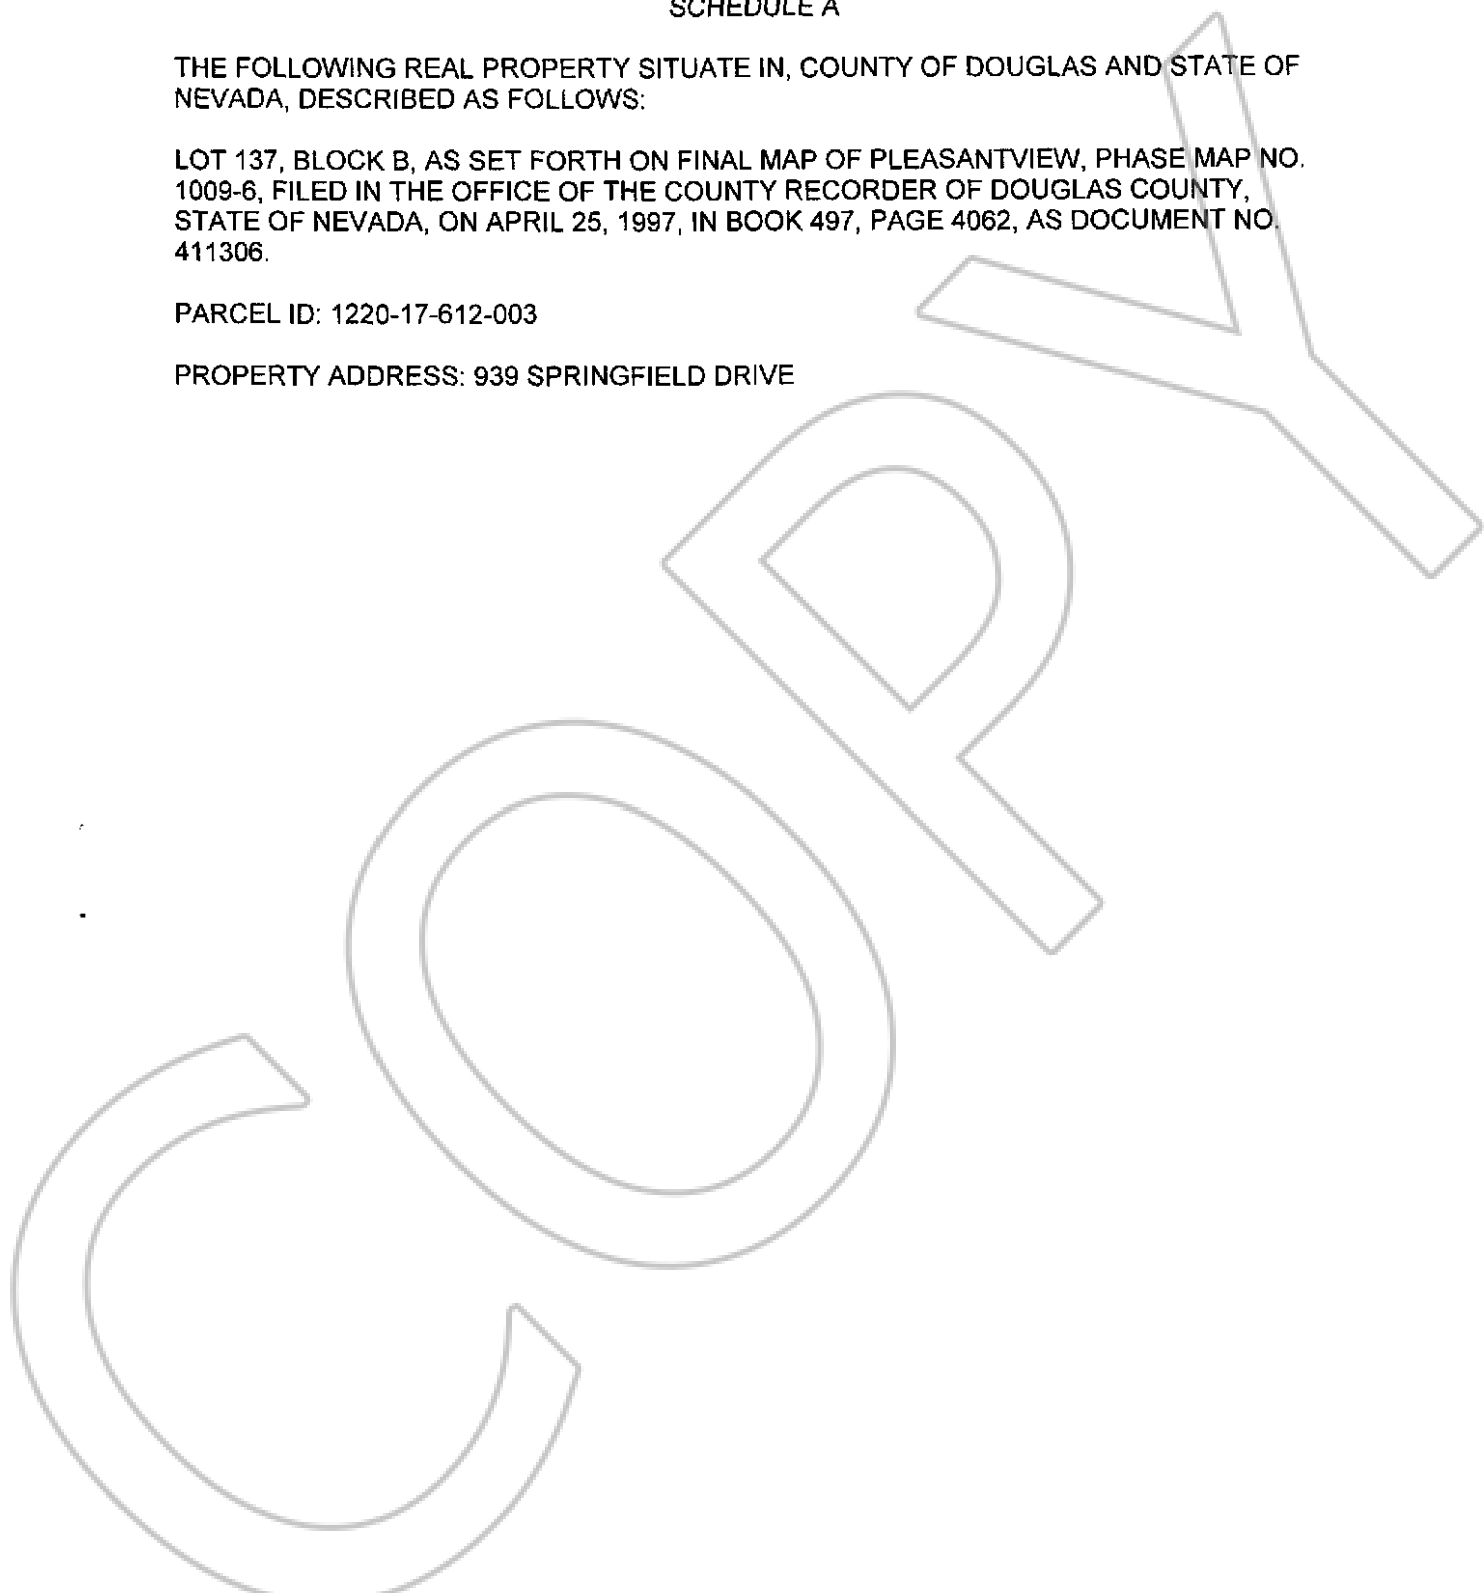 SCHEDULE A
THE FOLLOWING REAL PROPERTY SITUATE IN, COUNTY OF DOUGLAS AND STATE OF
NEVADA, DESCRIBED AS FOLLOWS:
LOT 137, BLOCK B, AS SET FORTH ON FINAL MAP OF PLEASANTVIEW, PHASE MAP NO.
1009-6, FILED IN THE OFFICE OF THE COUNTY RECORDER OF DOUGLAS COUNTY,
STATE OF NEVADA, ON APRIL 25, 1997, IN BOOK 497, PAGE 4062, AS DOCUMENT NO.
411306.
PARCEL ID: 1220-17-612-003
PROPERTY ADDRESS: 939 SPRINGFIELD DRIVE
COPY